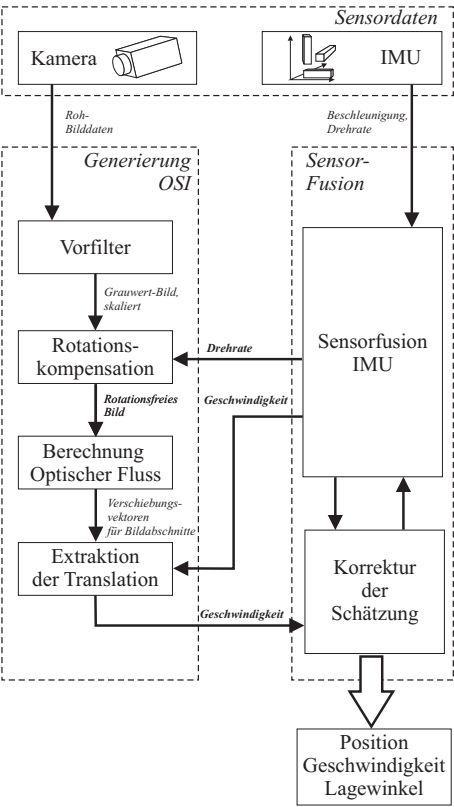 Sensordaten
Kamera
IMU
Roh-
Bilddaten
Beschleunigung,
Drehrate
Generierung
OSI
Sensor-
Fusion
Vorfilter
Grauwert-Bild,
skaliert
Rotations-
kompensation
Drehrate
Sensorfusion
IMU
Rotationsfreies
Bild
Geschwindigkeit
Berechnung
Optischer Fluss
Verschiebungs-
vektoren
für Bildabschnitte
Extraktion
der Translation
Korrektur
der
Schätzung
Geschwindigkeit
Position
Geschwindigkeit
Lagewinkel